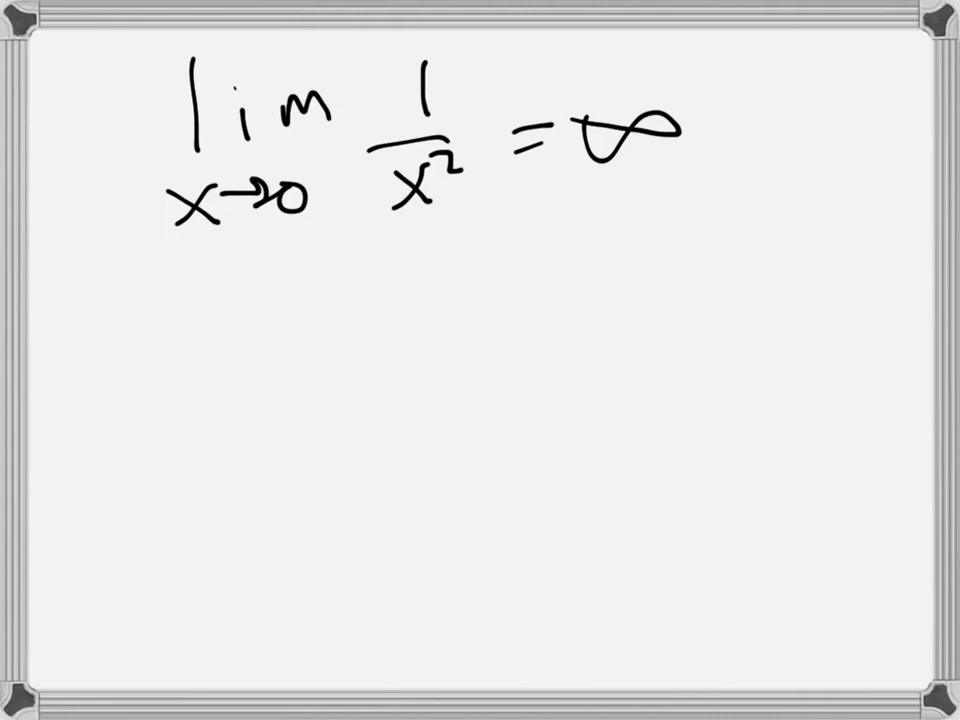 lim 1/x² = ∞
x→0